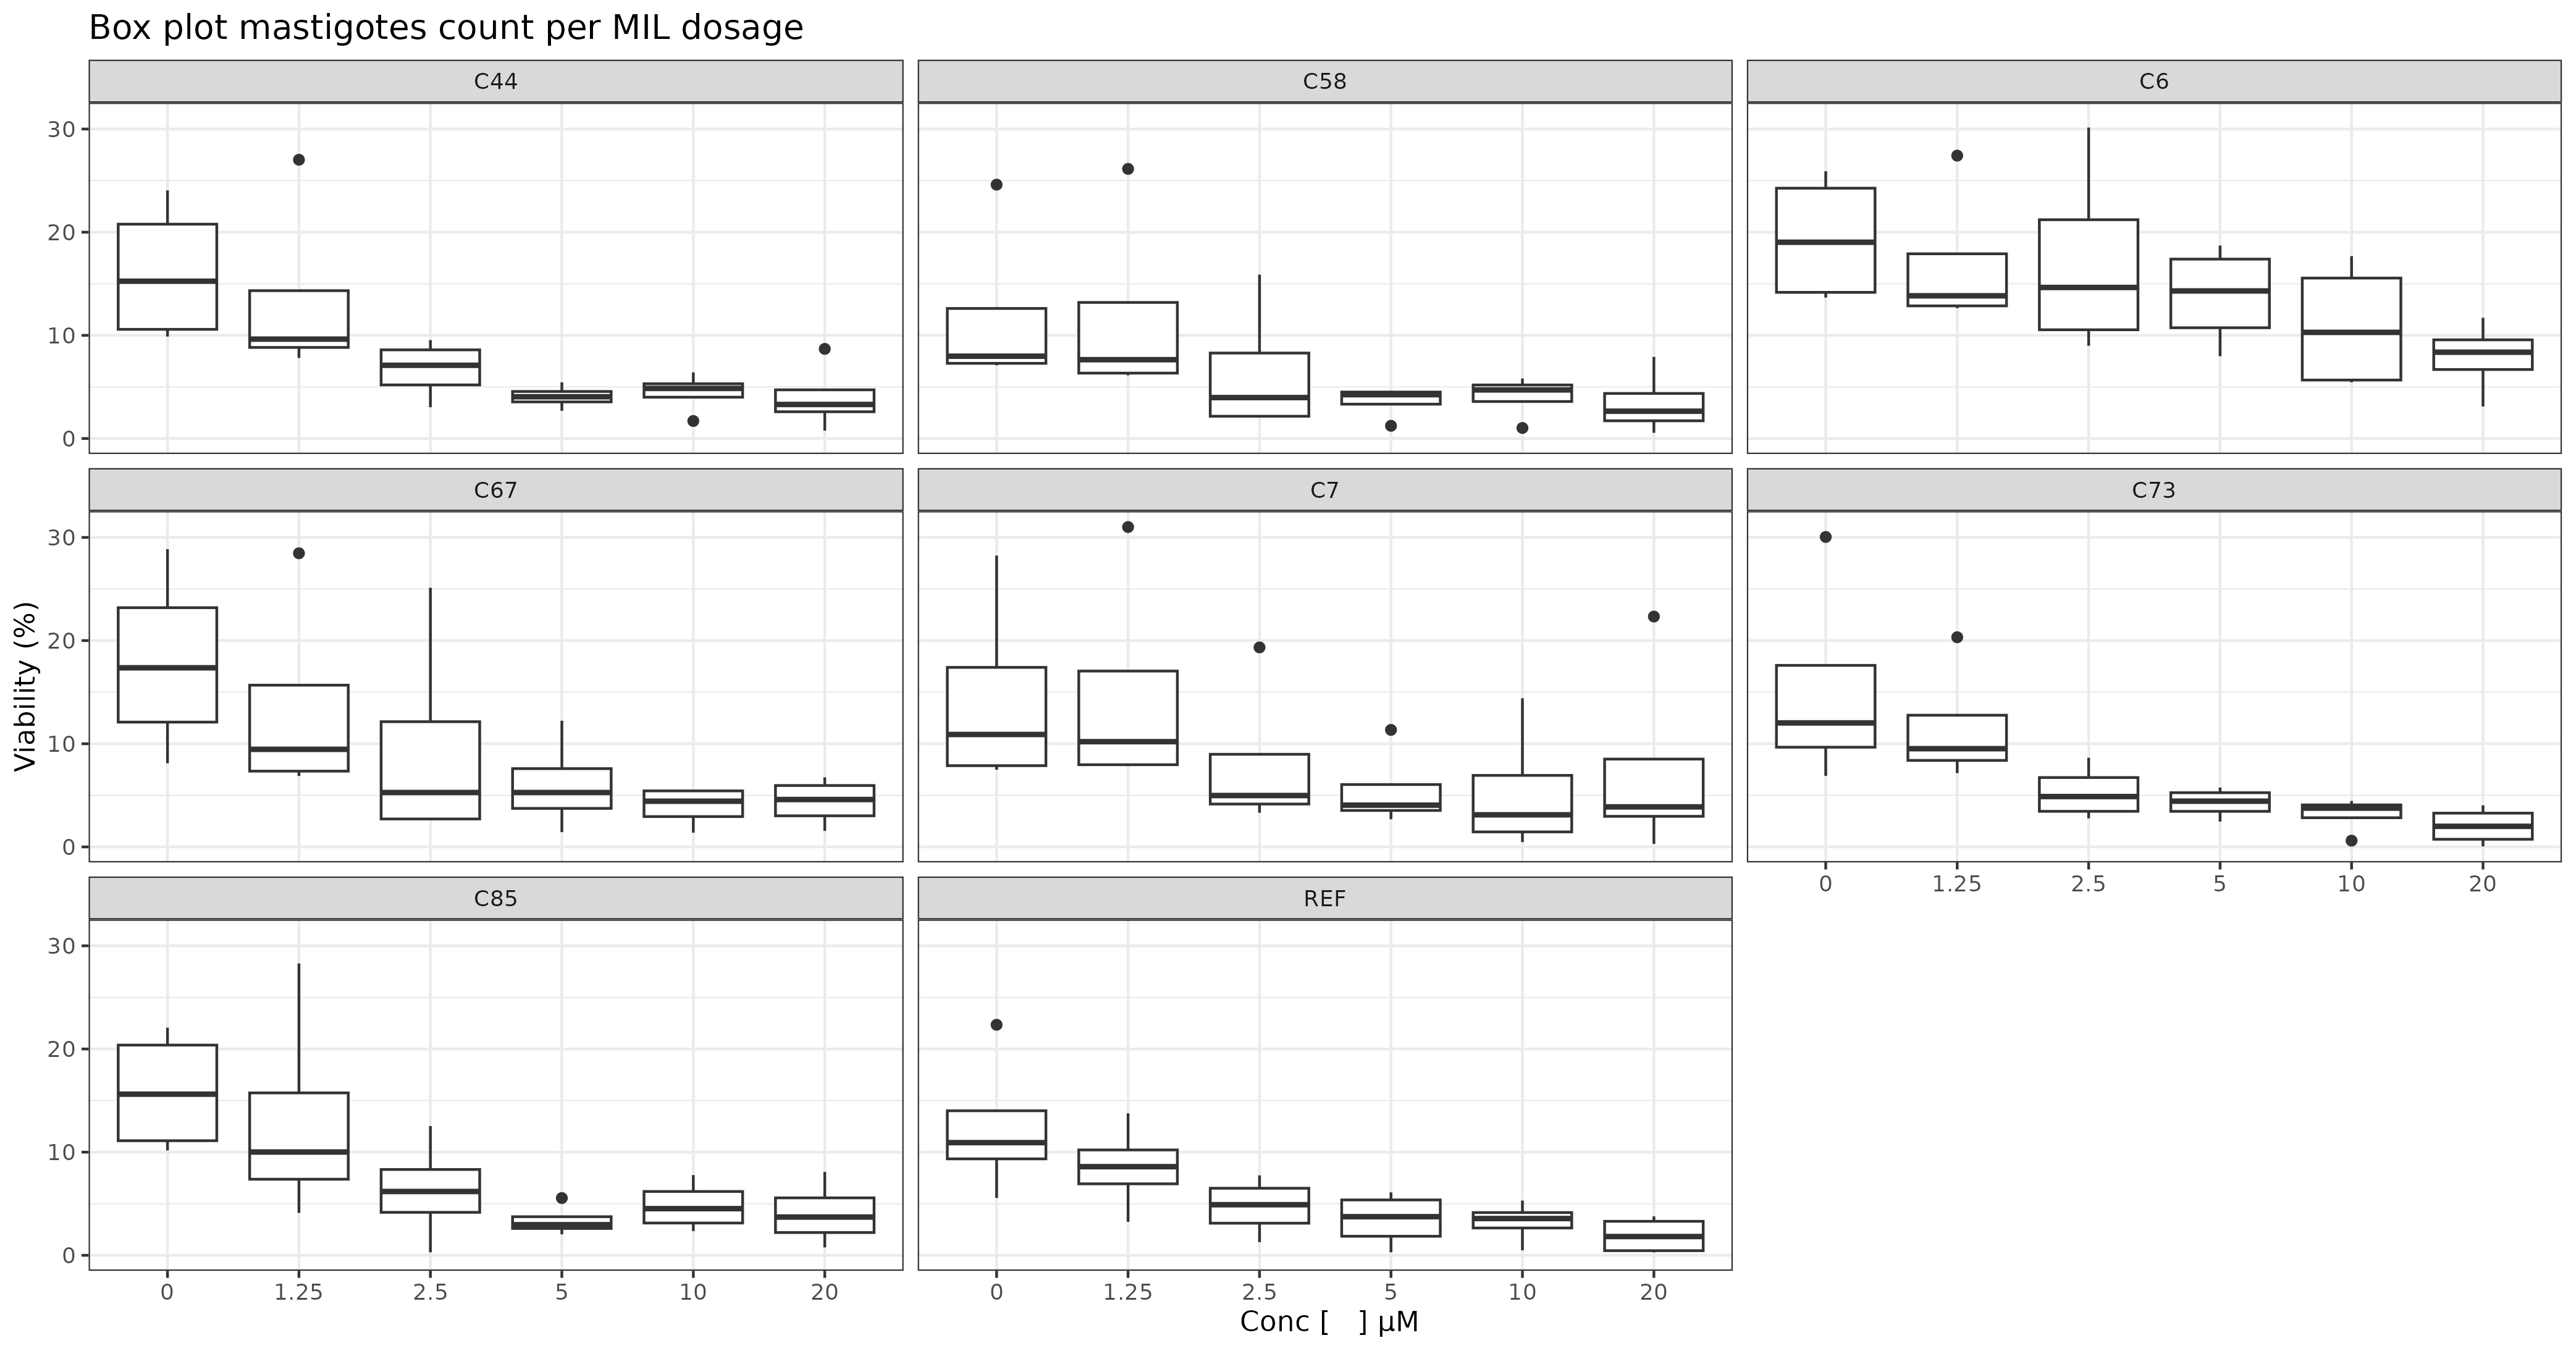 Box plot mastigotes count per MIL dosage
C44
C58
C6
30
20
10
0
C67
C7
C73
30
20
10
0
0 1.25 2.5 5 10 20
C85
REF
30
20
10
0
0 1.25 2.5 5 10 20
0 1.25 2.5 5 10 20
Viability (%)
Conc [ ] µM